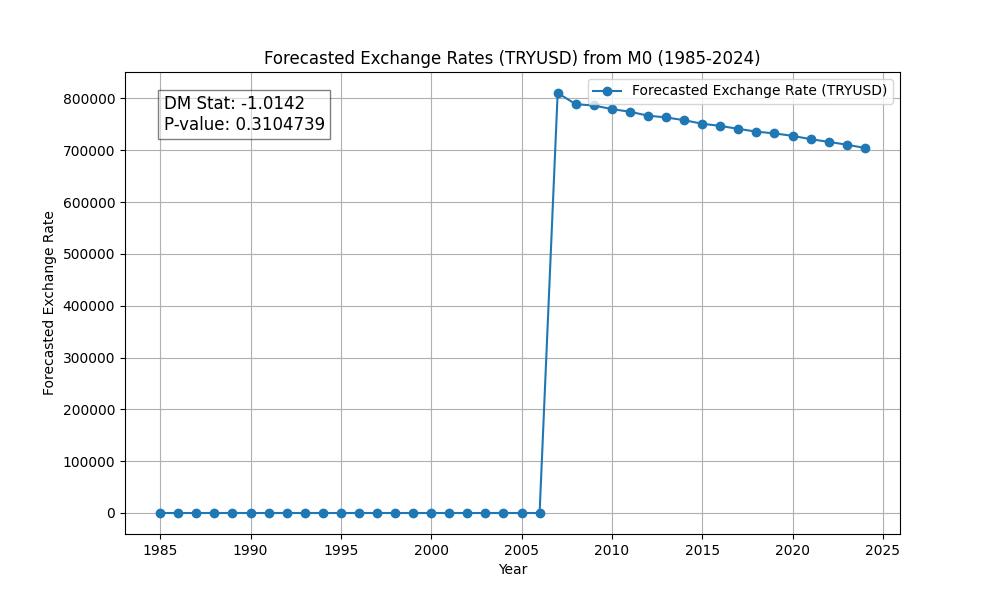 Forecasted Exchange Rates (TRYUSD) from M0 (1985-2024)
DM Stat: -1.0142
P-value: 0.3104739
Forecasted Exchange Rate (TRYUSD)
Forecasted Exchange Rate
800000
700000
600000
500000
400000
300000
200000
100000
0
1985 1990 1995 2000 2005 2010 2015 2020 2025
Year